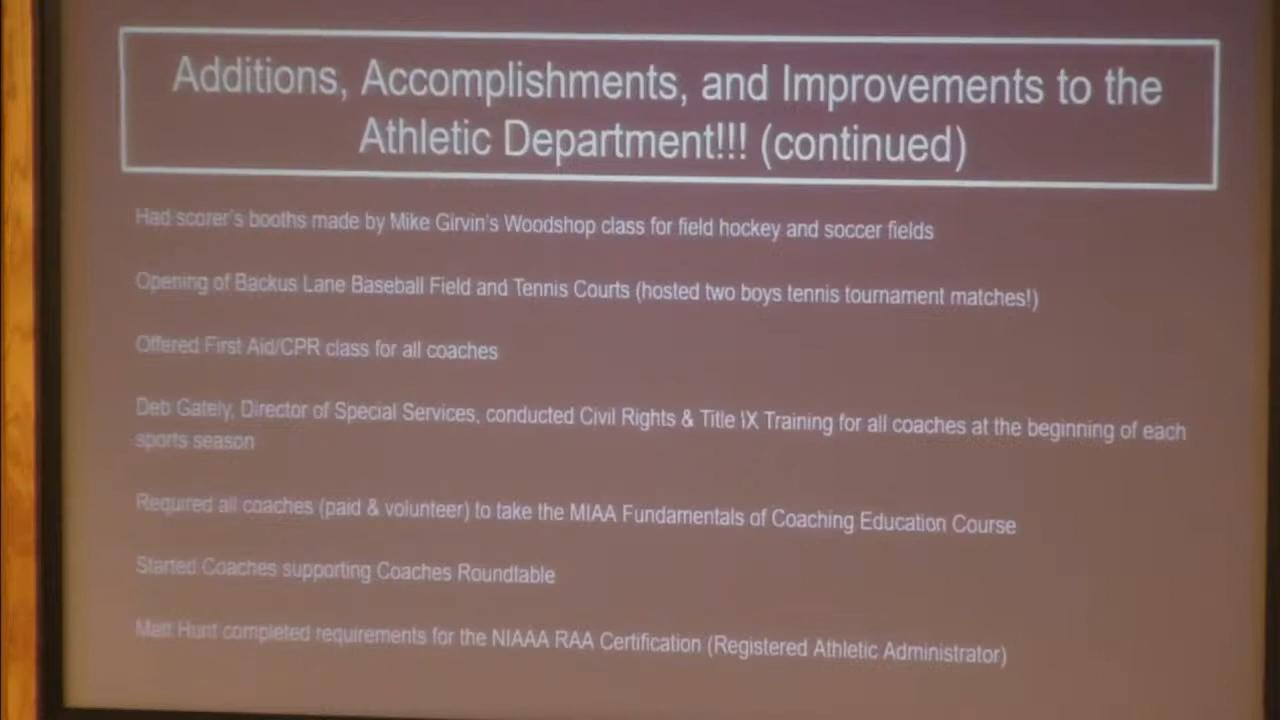 Additions, Accomplishments, and Improvements to the
Athletic Department!!! (continued)
Had scorer's booths made by Mike Girvin's Woodshop class for field hockey and soccer fields
Opening of Backus Lane Baseball Field and Tennis Courts (hosted two boys tennis tournament matches!)
Offered First Aid/CPR class for all coaches
Deb Gately, Director of Special Services, conducted Civil Rights & Title IX Training for all coaches at the beginning of each
sports season
Required all coaches (paid & volunteer) to take the MIAA Fundamentals of Coaching Education Course
Started Coaches supporting Coaches Roundtable
Matt Hunt completed requirements for the NIAAA RAA Certification (Registered Athletic Administrator)